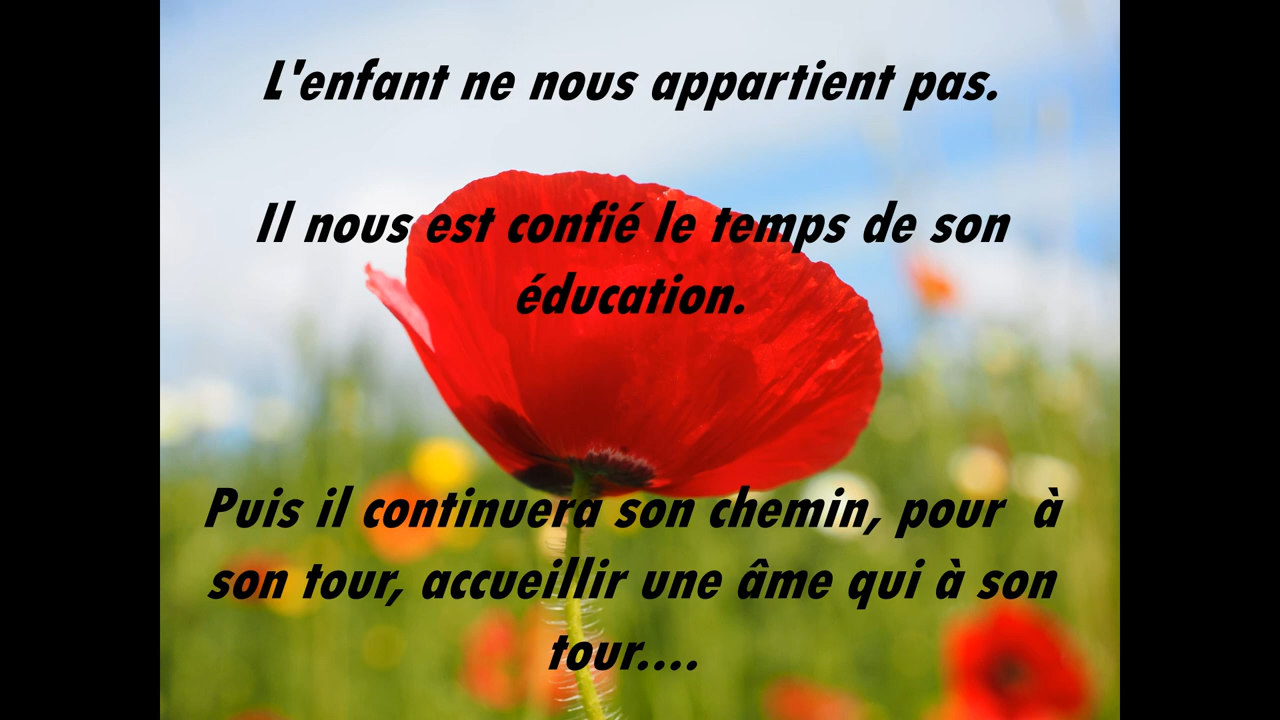 L'enfant ne nous appartient pas.
Il nous est confié le temps de son
éducation.
Puis il continuera son chemin, pour  à
son tour, accueillir une âme qui à son
tour....